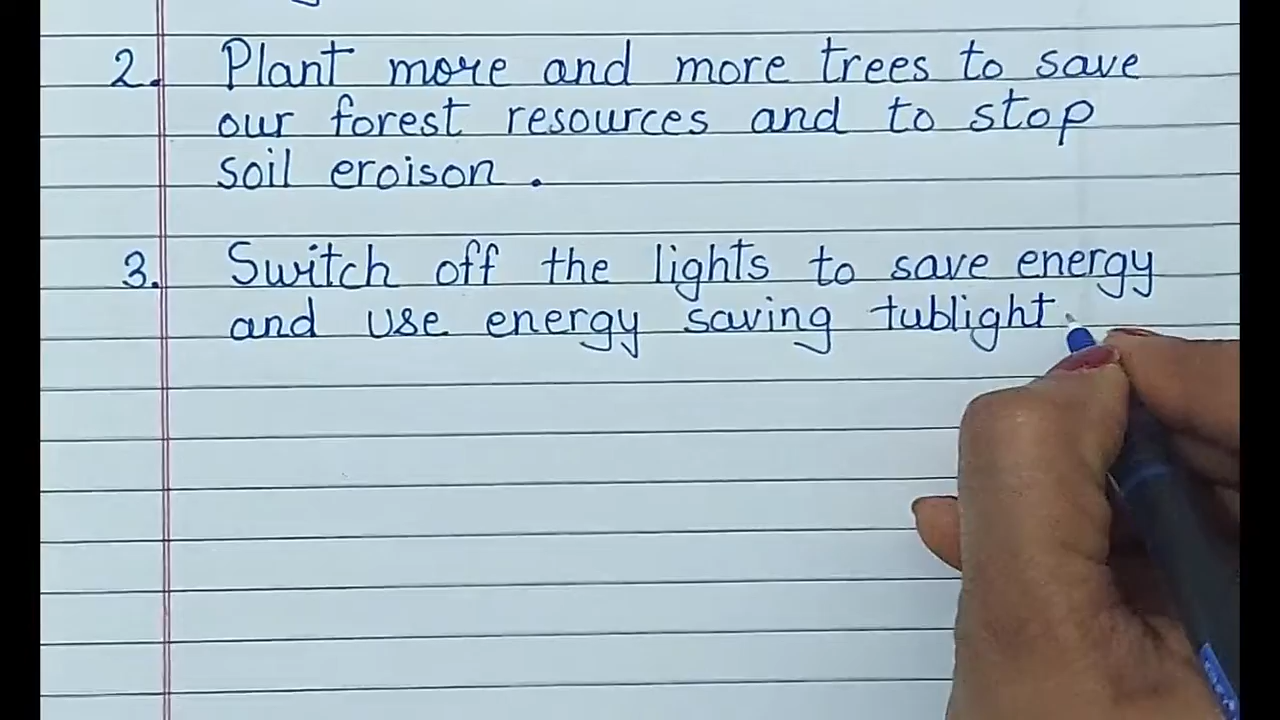 2. Plant more and more trees to save
our forest resources and to stop
soil eroison .
3. Switch off the lights to save energy
and use energy saving tublight.